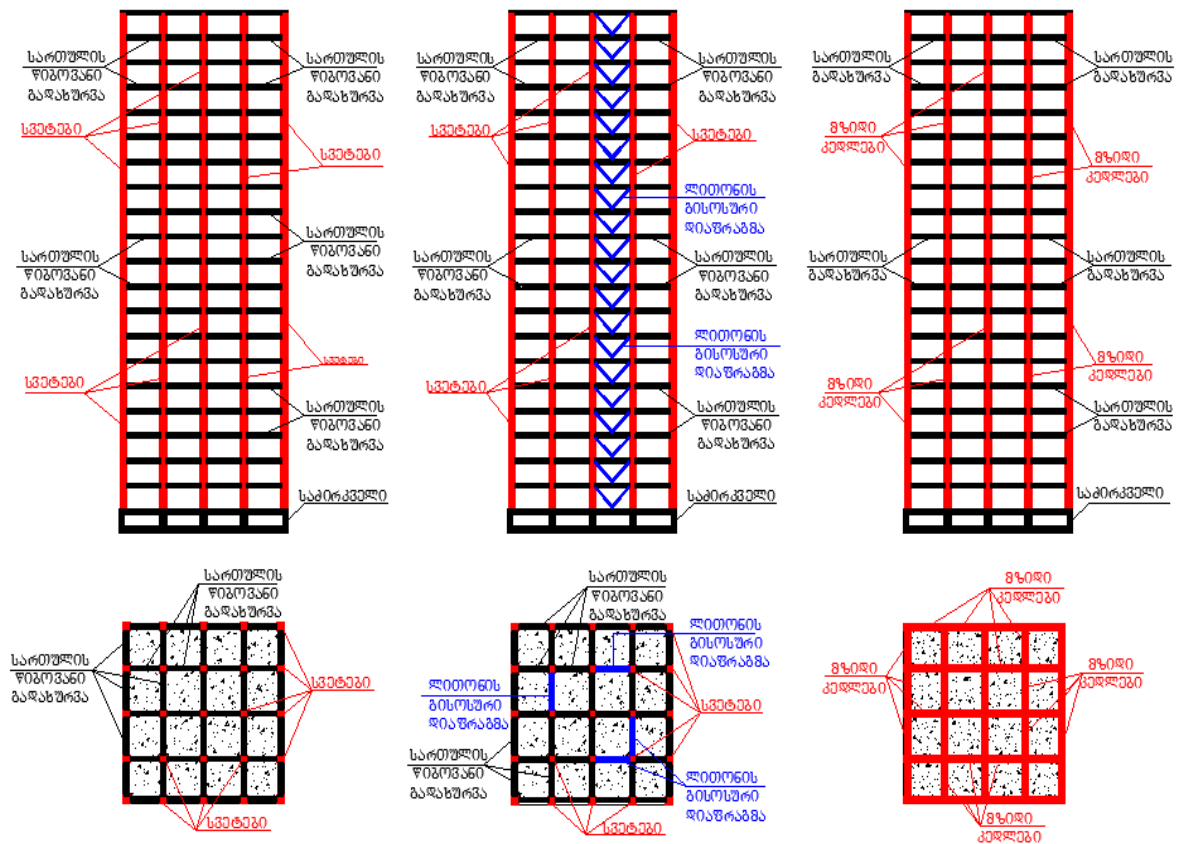 სართულის
წიბოვანი
გადახურვა
სართულის
წიბოვანი
გადახურვა
სვეტები
სვეტები
სართულის
წიბოვანი
გადახურვა
სართულის
წიბოვანი
გადახურვა
სვეტები
სვეტები
სართულის
წიბოვანი
გადახურვა
საძირკველი
სართულის
წიბოვანი
გადახურვა
სართულის
წიბოვანი
გადახურვა
სვეტები
სვეტები
ლითონის
გისოსური
დიაფრაგმა
სართულის
წიბოვანი
გადახურვა
სართულის
წიბოვანი
გადახურვა
ლითონის
გისოსური
დიაფრაგმა
სვეტები
სართულის
წიბოვანი
გადახურვა
საძირკველი
სართულის
გადახურვა
სართულის
გადახურვა
მზიდი
კედლები
მზიდი
კედლები
სართულის
გადახურვა
სართულის
გადახურვა
მზიდი
კედლები
მზიდი
კედლები
სართულის
გადახურვა
საძირკველი
სართულის
წიბოვანი
გადახურვა
სართულის
წიბოვანი
გადახურვა
სვეტები
სვეტები
სართულის
წიბოვანი
გადახურვა
ლითონის
გისოსური
დიაფრაგმა
ლითონის
გისოსური
დიაფრაგმა
სვეტები
სართულის
წიბოვანი
გადახურვა
ლითონის
გისოსური
დიაფრაგმა
სვეტები
მზიდი
კედლები
მზიდი
კედლები
მზიდი
კედლები
მზიდი
კედლები